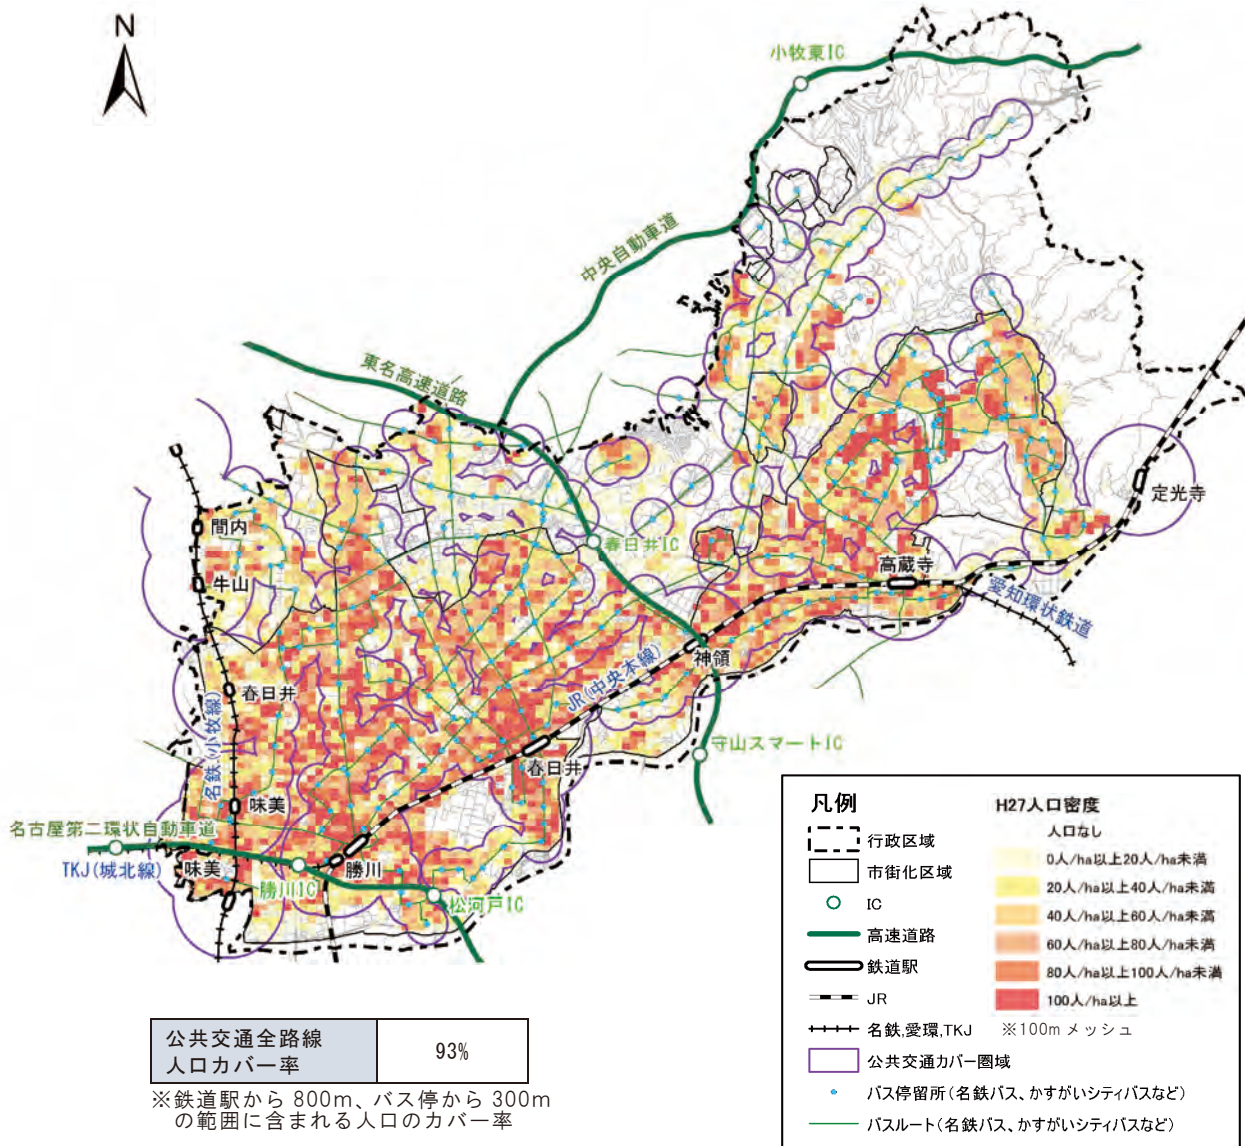 N
小牧東IC
中央自動車道
東名高速道路
間内
牛山
春日井IC
定光寺
高蔵寺
愛知環状鉄道
神領
JR(中央本線)
春日井
名鉄(小牧線)
守山スマートIC
春日井
味美
名古屋第二環状自動車道
TKJ(城北線)
味美
勝川IC
勝川
松河戸IC
凡例
行政区域
市街化区域
IC
高速道路
鉄道駅
JR
名鉄,愛環,TKJ
公共交通カバー圏域
バス停留所(名鉄バス、かすがいシティバスなど)
バスルート(名鉄バス、かすがいシティバスなど)
H27人口密度
人口なし
0人/ha以上20人/ha未満
20人/ha以上40人/ha未満
40人/ha以上60人/ha未満
60人/ha以上80人/ha未満
80人/ha以上100人/ha未満
100人/ha以上
※100mメッシュ
公共交通全路線
人口カバー率
93%
※鉄道駅から 800m、バス停から 300m
の範囲に含まれる人口のカバー率